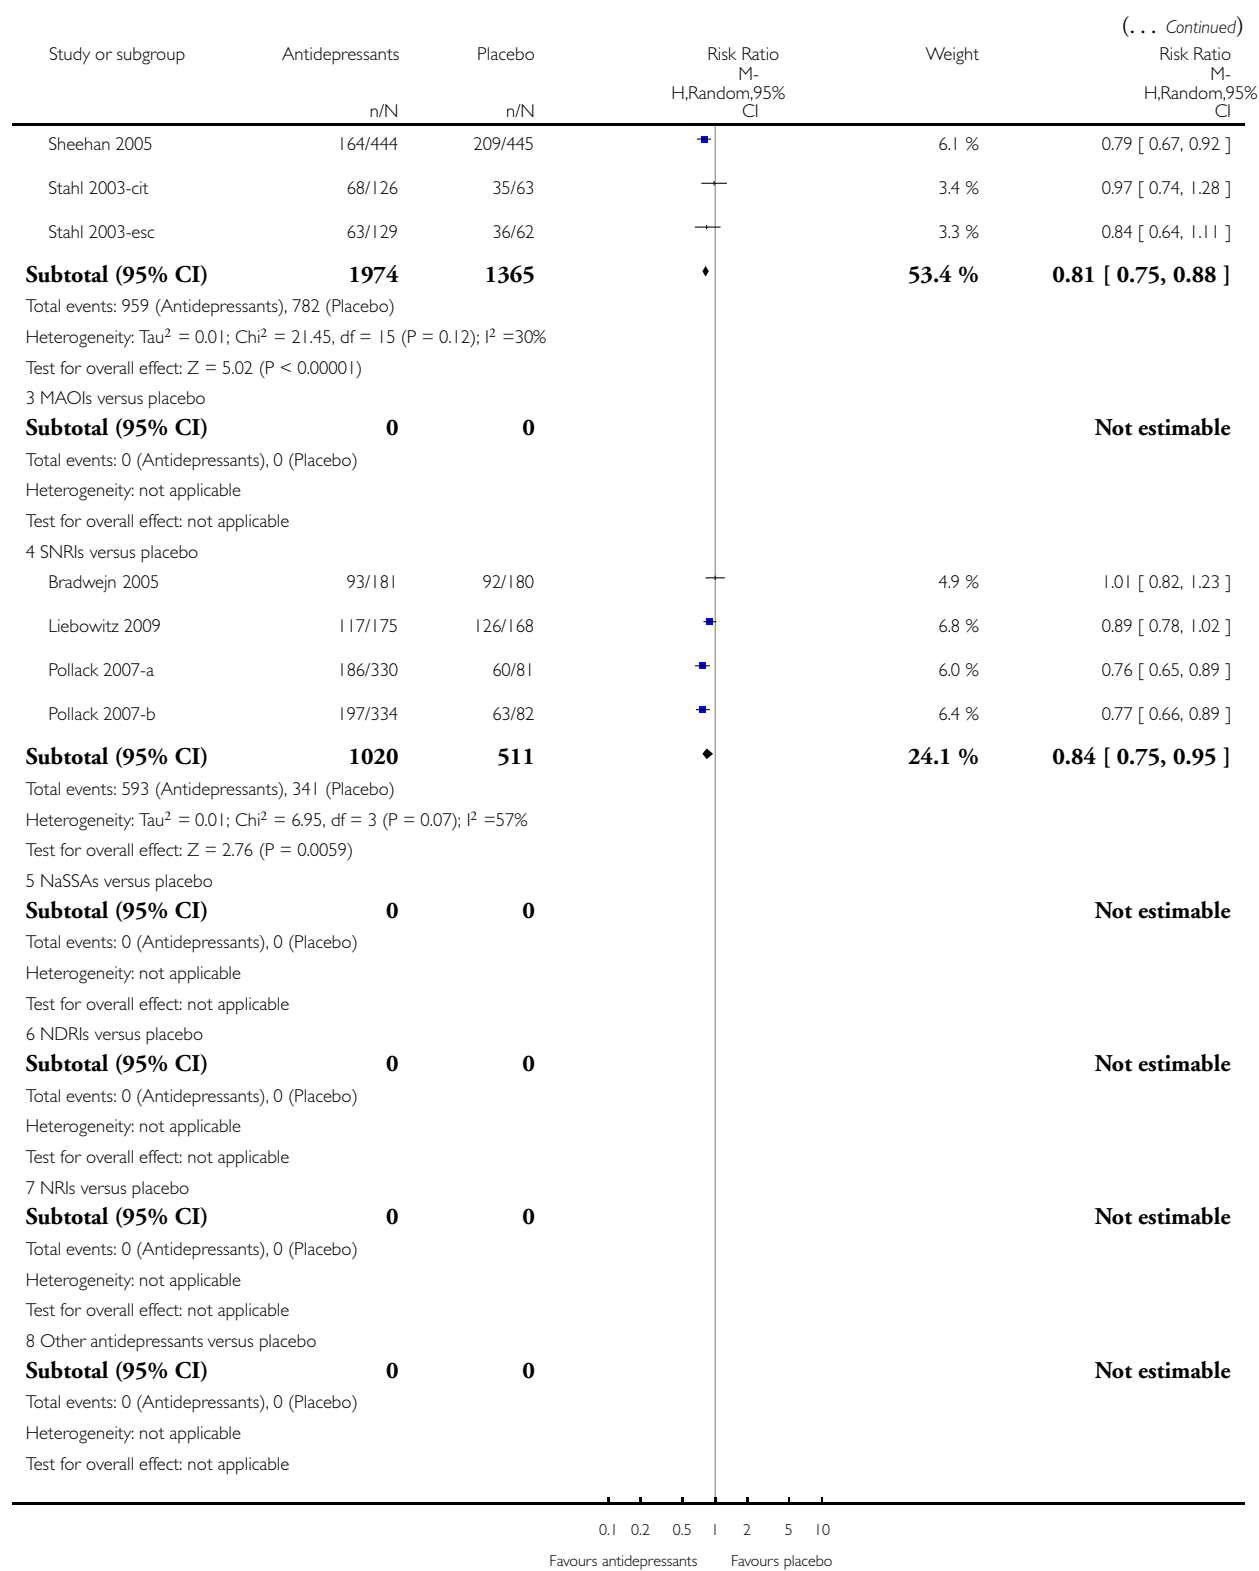 (... Continued)
Study or subgroup Antidepressants Placebo Risk Ratio Weight Risk Ratio
M- M-
H,Random,95% H,Random,95%
n/N n/N CI CI
Sheehan 2005 164/444 209/445 6.1 % 0.79 [ 0.67, 0.92 ]
Stahl 2003-cit 68/126 35/63 3.4 % 0.97 [ 0.74, 1.28 ]
Stahl 2003-esc 63/129 36/62 3.3 % 0.84 [ 0.64, 1.11 ]
Subtotal (95% CI) 1974 1365 53.4 % 0.81 [ 0.75, 0.88 ]
Total events: 959 (Antidepressants), 782 (Placebo)
Heterogeneity: Tau² = 0.01; Chi² = 21.45, df = 15 (P = 0.12); I² =30%
Test for overall effect: Z = 5.02 (P < 0.00001)
3 MAOIs versus placebo
Subtotal (95% CI) 0 0 Not estimable
Total events: 0 (Antidepressants), 0 (Placebo)
Heterogeneity: not applicable
Test for overall effect: not applicable
4 SNRIs versus placebo
Bradwejn 2005 93/181 92/180 4.9 % 1.01 [ 0.82, 1.23 ]
Liebowitz 2009 117/175 126/168 6.8 % 0.89 [ 0.78, 1.02 ]
Pollack 2007-a 186/330 60/81 6.0 % 0.76 [ 0.65, 0.89 ]
Pollack 2007-b 197/334 63/82 6.4 % 0.77 [ 0.66, 0.89 ]
Subtotal (95% CI) 1020 511 24.1 % 0.84 [ 0.75, 0.95 ]
Total events: 593 (Antidepressants), 341 (Placebo)
Heterogeneity: Tau² = 0.01; Chi² = 6.95, df = 3 (P = 0.07); I² =57%
Test for overall effect: Z = 2.76 (P = 0.0059)
5 NaSSAs versus placebo
Subtotal (95% CI) 0 0 Not estimable
Total events: 0 (Antidepressants), 0 (Placebo)
Heterogeneity: not applicable
Test for overall effect: not applicable
6 NDRIs versus placebo
Subtotal (95% CI) 0 0 Not estimable
Total events: 0 (Antidepressants), 0 (Placebo)
Heterogeneity: not applicable
Test for overall effect: not applicable
7 NRIs versus placebo
Subtotal (95% CI) 0 0 Not estimable
Total events: 0 (Antidepressants), 0 (Placebo)
Heterogeneity: not applicable
Test for overall effect: not applicable
8 Other antidepressants versus placebo
Subtotal (95% CI) 0 0 Not estimable
Total events: 0 (Antidepressants), 0 (Placebo)
Heterogeneity: not applicable
Test for overall effect: not applicable
0.1 0.2 0.5 1 2 5 10
Favours antidepressants Favours placebo